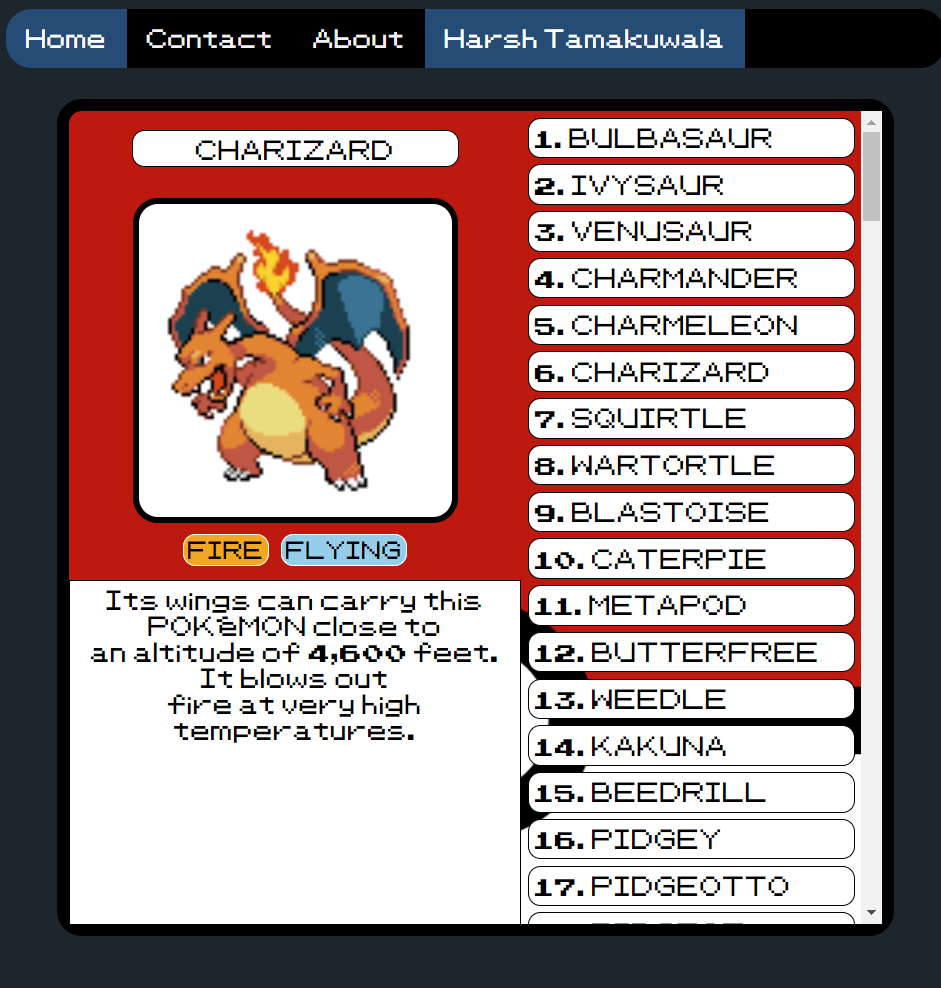 Home Contact About Harsh Tamakuwala
CHARIZARD
FIRE FLYING
Its wings can carry this
POKéMON close to
an altitude of 4,600 feet.
It blows out
fire at very high
temperatures.
1. BULBASAUR
2. IVYSAUR
3. VENUSAUR
4. CHARMANDER
5. CHARMELEON
6. CHARIZARD
7. SQUIRTLE
8. WARTORTLE
9. BLASTOISE
10. CATERPIE
11. METAPOD
12. BUTTERFREE
13. WEEDLE
14. KAKUNA
15. BEEDRILL
16. PIDGEY
17. PIDGEOTTO